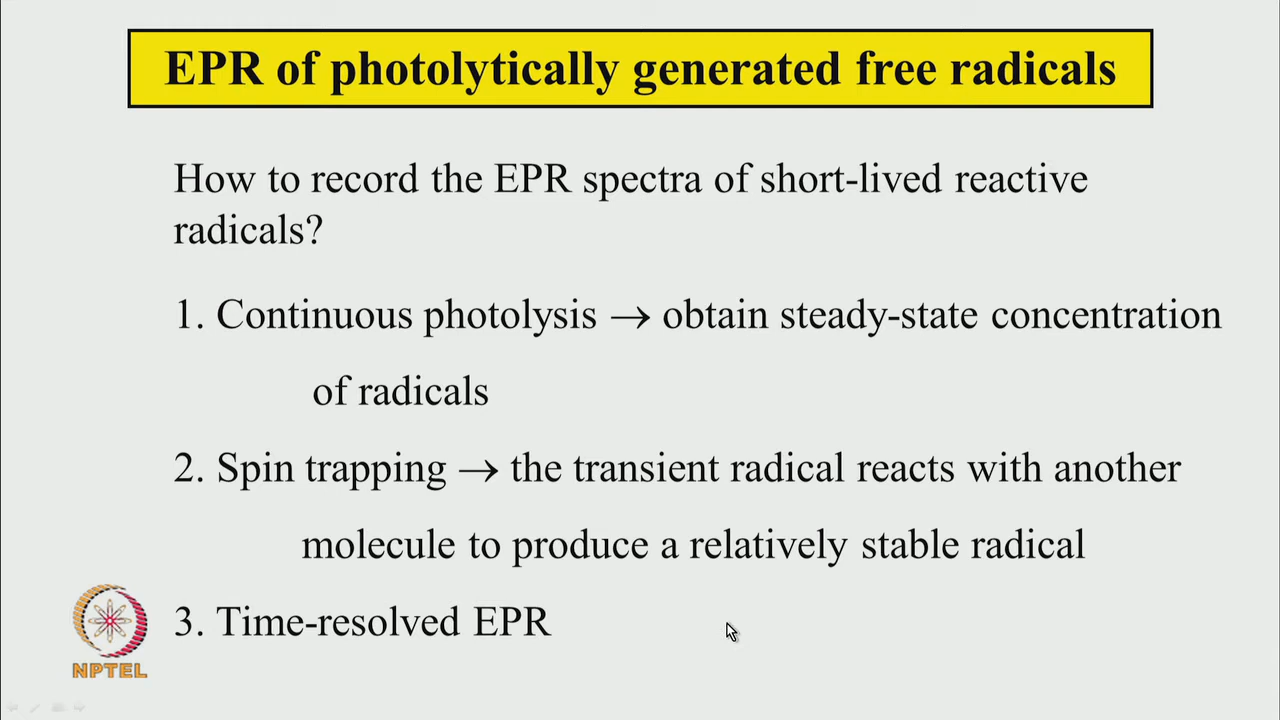 EPR of photolytically generated free radicals
How to record the EPR spectra of short-lived reactive
radicals?
1. Continuous photolysis → obtain steady-state concentration
of radicals
2. Spin trapping → the transient radical reacts with another
molecule to produce a relatively stable radical
3. Time-resolved EPR
NPTEL